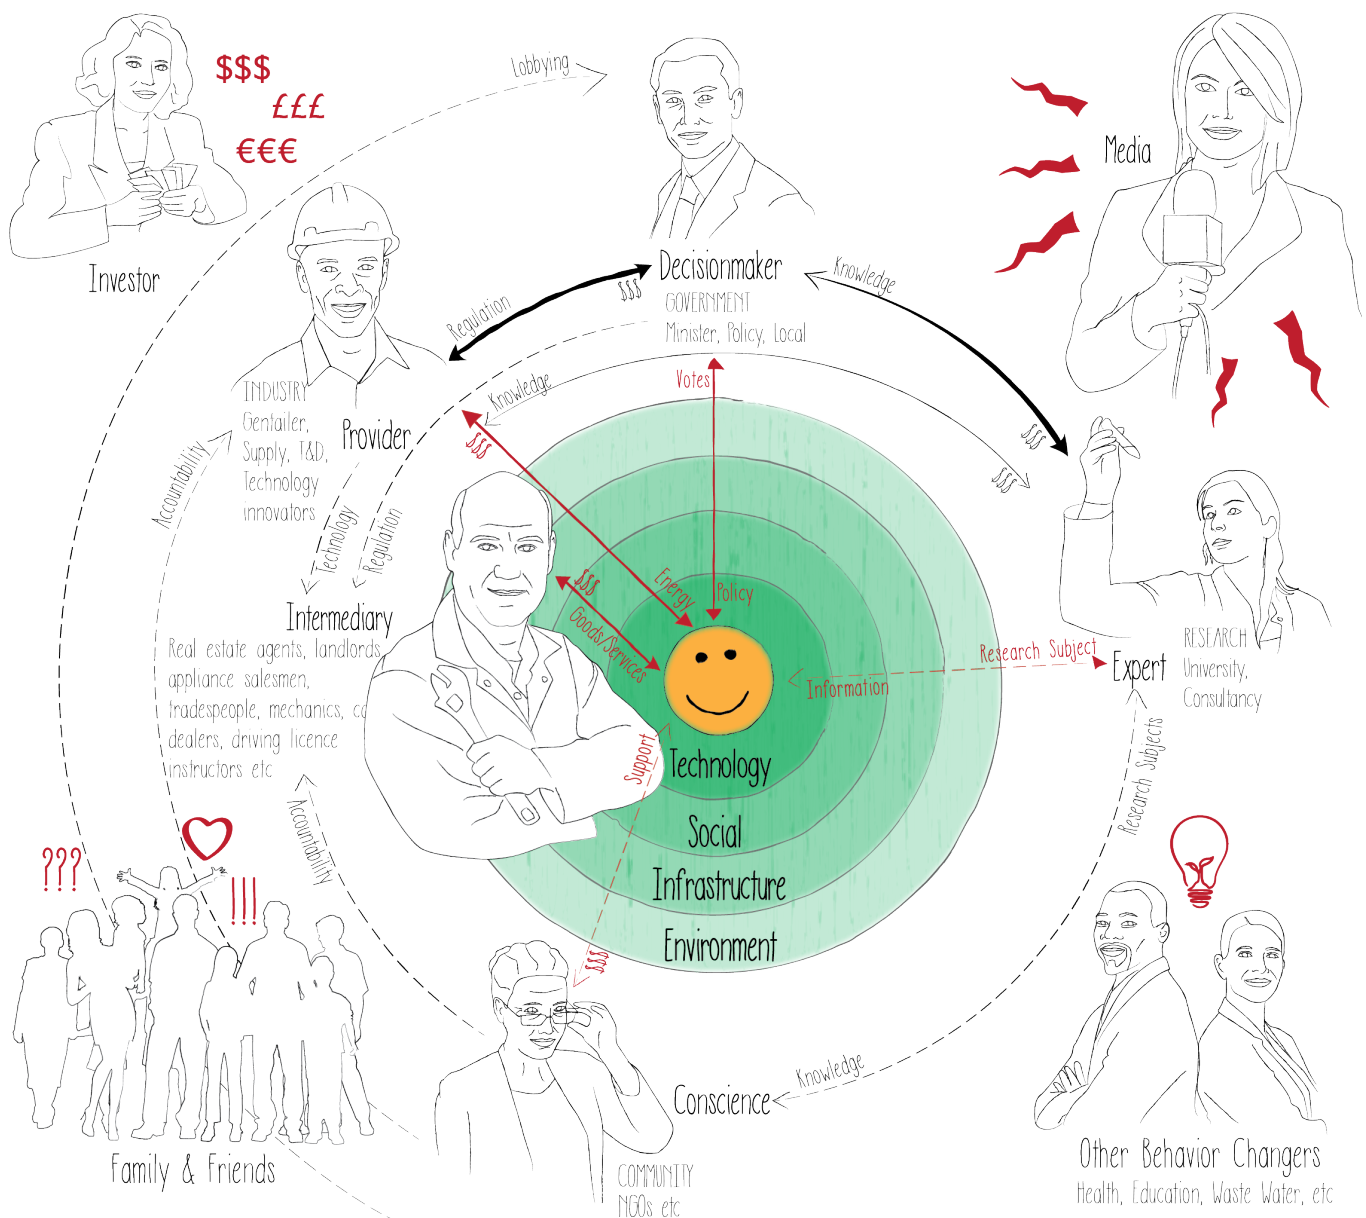 $$$
£££
€€€
Investor
Lobbying
Media
Decisionmaker
GOVERNMENT
Minister, Policy, Local
Regulation
$$$
Knowledge
$$$
$$$
Votes
Knowledge
$$$
INDUSTRY
Gentailer,
Supply, T&D,
Technology
innovators
Provider
Accountability
Technology
Regulation
Intermediary
Real estate agents, landlords,
appliance salesmen,
tradespeople, mechanics,
dealers, driving licence
instructors etc
$$$
Goods/Services
Energy
Policy
Information
Research Subject
Expert
RESEARCH
University,
Consultancy
Support
Technology
Social
Infrastructure
Environment
$$$
Accountability
Research Subjects
???
!!!
Family & Friends
Conscience
COMMUNITY
NGOs etc
Knowledge
Other Behavior Changers
Health, Education, Waste Water, etc